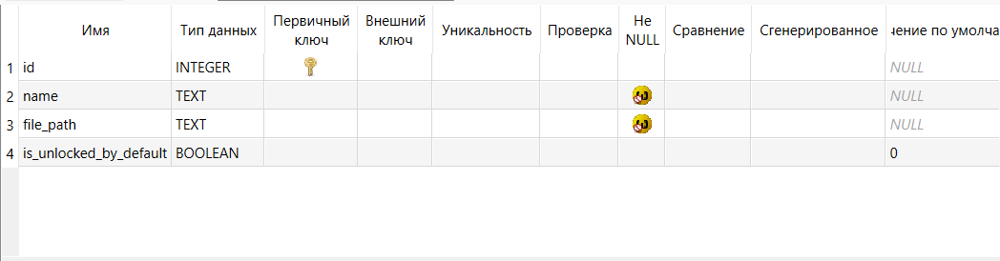 Имя Тип данных Первичный ключ Внешний ключ Уникальность Проверка Не NULL Сравнение Сгенерированное чение по умолча
1 id INTEGER NULL
2 name TEXT NULL
3 file_path TEXT NULL
4 is_unlocked_by_default BOOLEAN 0